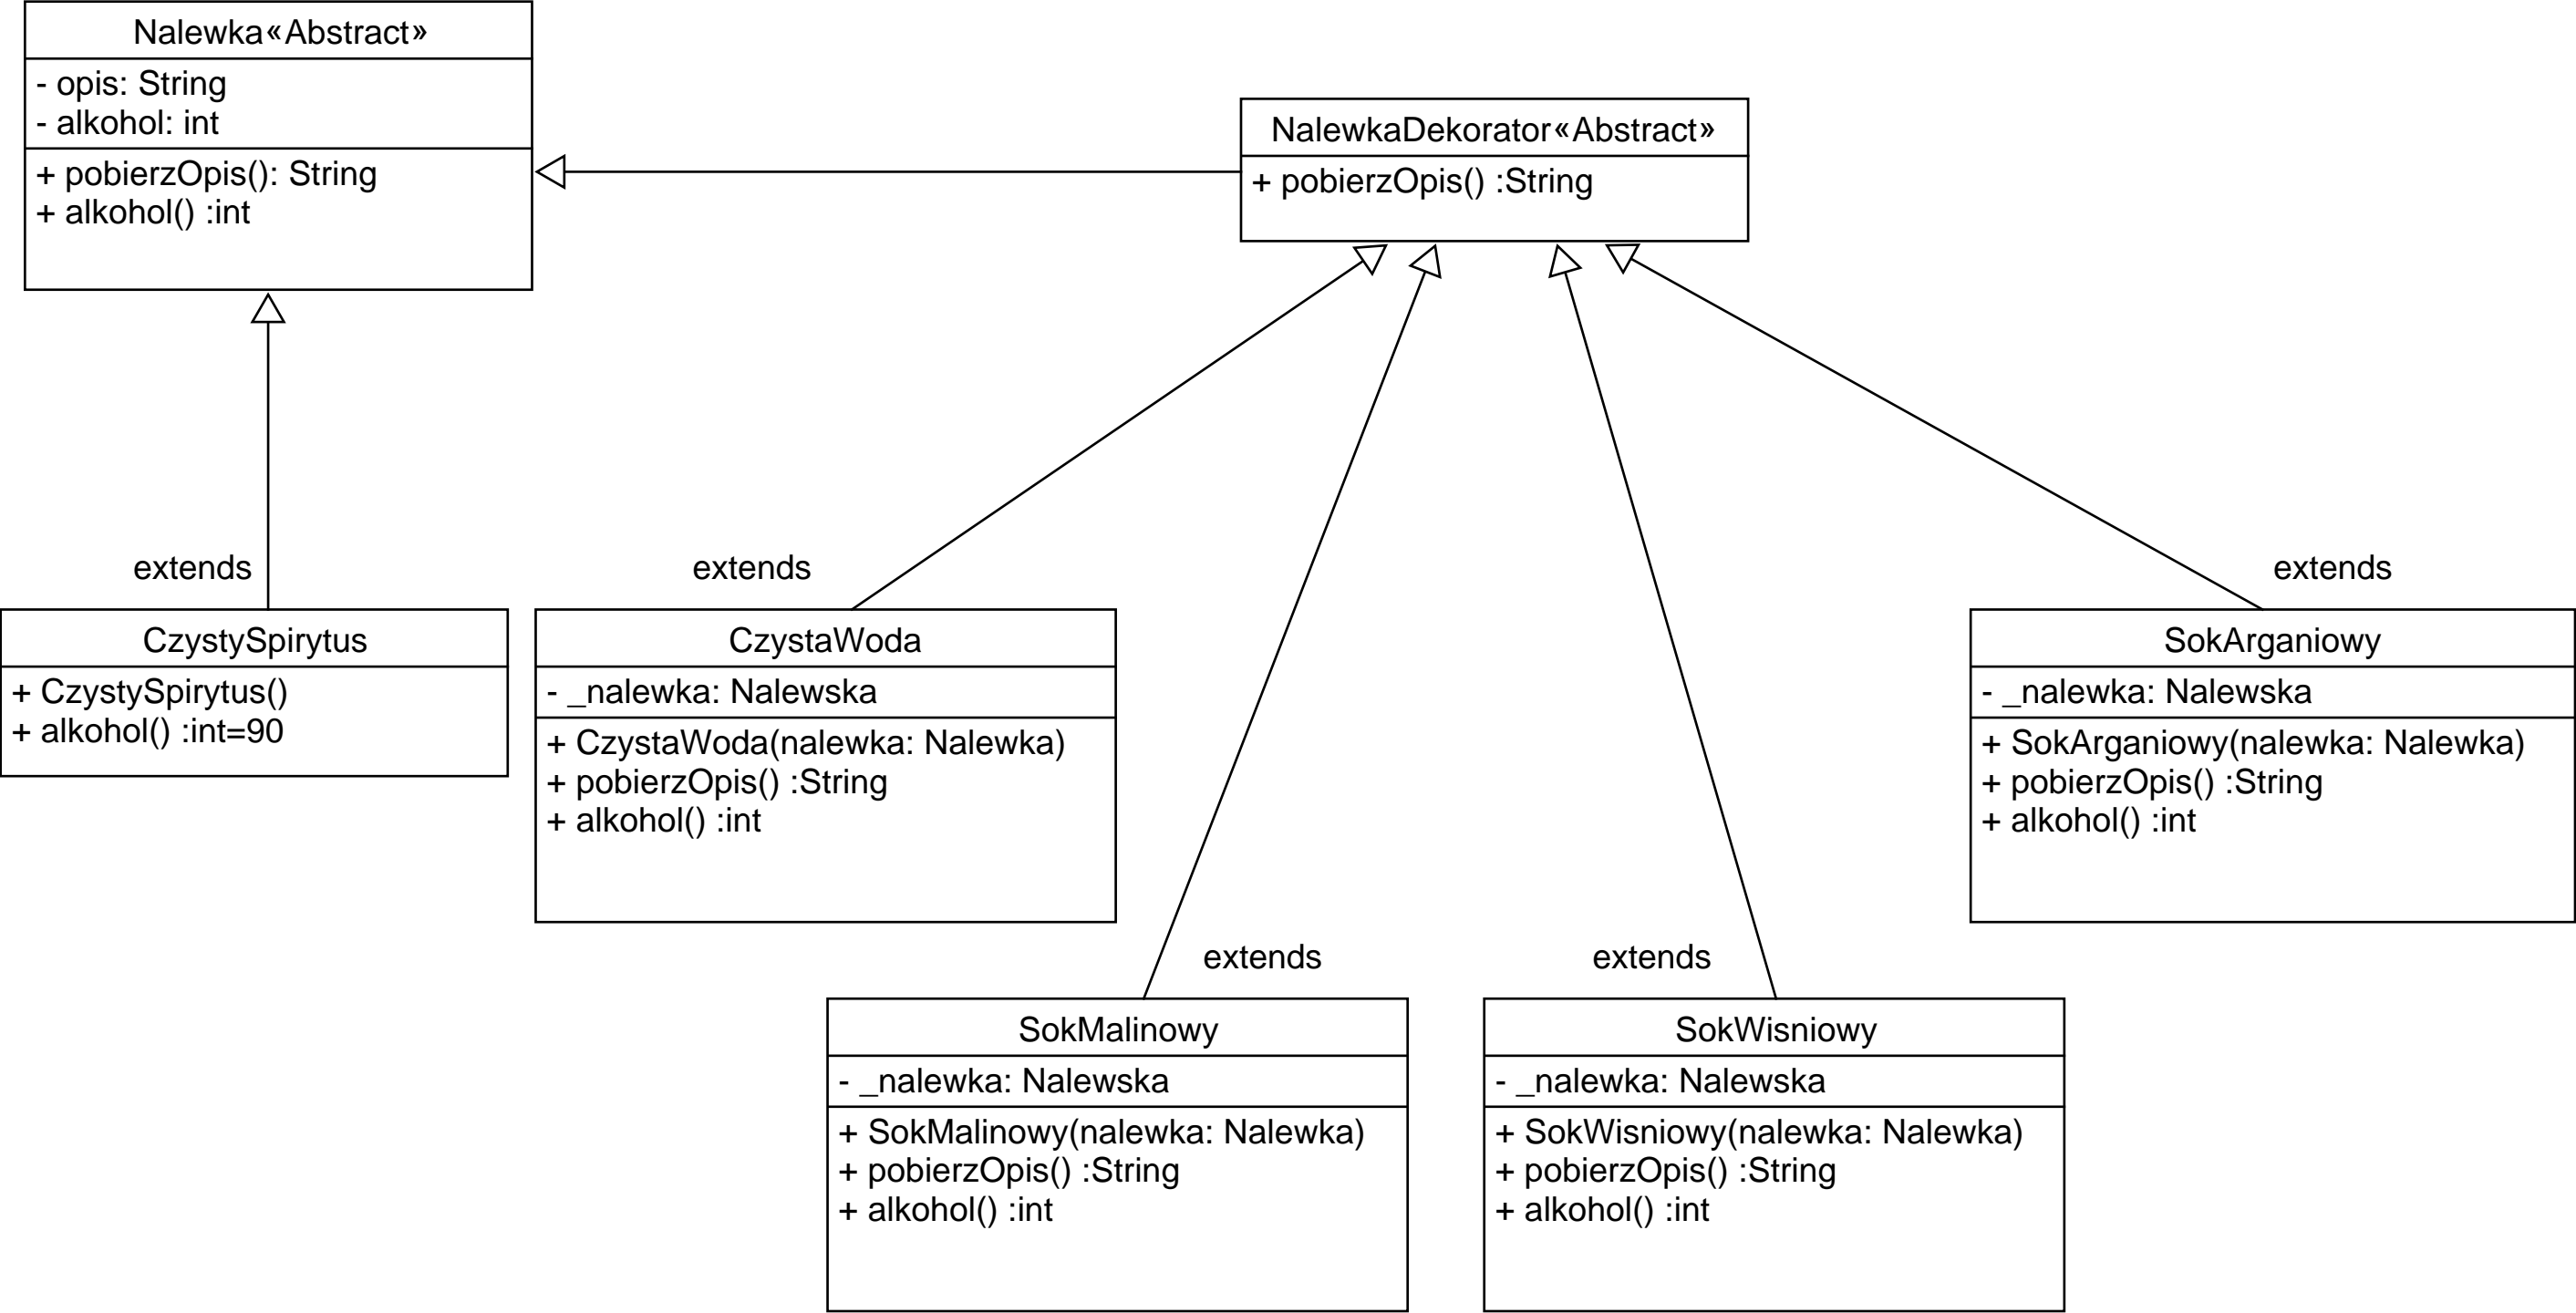 Nalewka«Abstract»
- opis: String
- alkohol: int
+ pobierzOpis(): String
+ alkohol() :int
NalewkaDekorator«Abstract»
+ pobierzOpis() :String
extends
extends
extends
CzystySpirytus
+ CzystySpirytus()
+ alkohol() :int=90
CzystaWoda
- _nalewka: Nalewska
+ CzystaWoda(nalewka: Nalewka)
+ pobierzOpis() :String
+ alkohol() :int
SokArganiowy
- _nalewka: Nalewska
+ SokArganiowy(nalewka: Nalewka)
+ pobierzOpis() :String
+ alkohol() :int
extends
extends
SokMalinowy
- _nalewka: Nalewska
+ SokMalinowy(nalewka: Nalewka)
+ pobierzOpis() :String
+ alkohol() :int
SokWisniowy
- _nalewka: Nalewska
+ SokWisniowy(nalewka: Nalewka)
+ pobierzOpis() :String
+ alkohol() :int